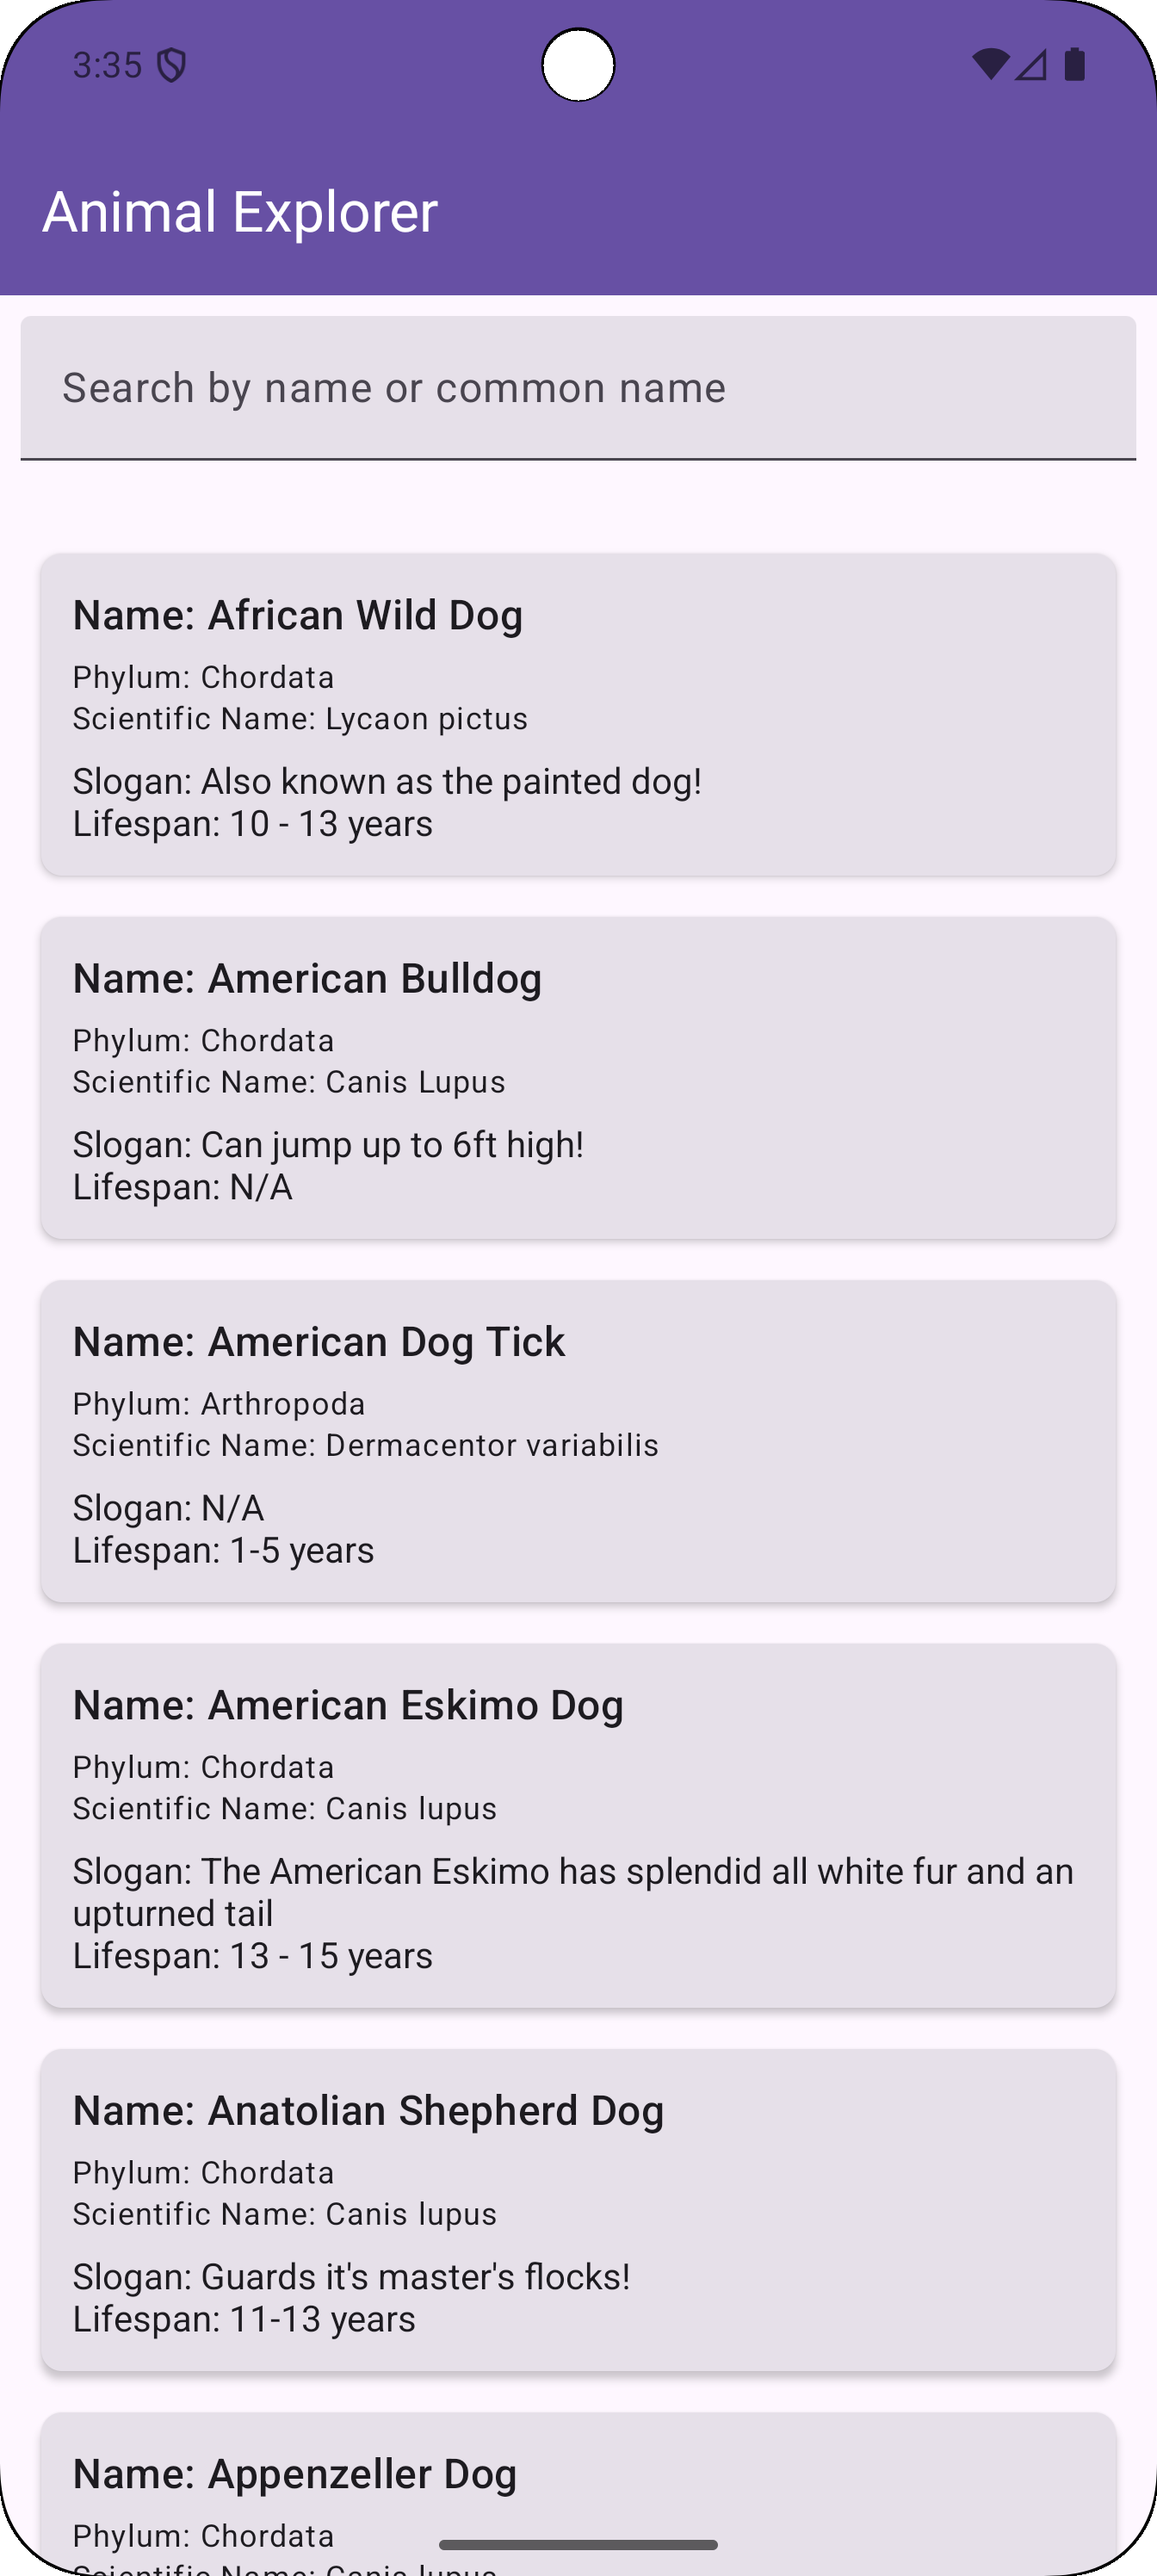 3:35
Animal Explorer
Search by name or common name
Name: African Wild Dog
Phylum: Chordata
Scientific Name: Lycaon pictus
Slogan: Also known as the painted dog!
Lifespan: 10 - 13 years
Name: American Bulldog
Phylum: Chordata
Scientific Name: Canis Lupus
Slogan: Can jump up to 6ft high!
Lifespan: N/A
Name: American Dog Tick
Phylum: Arthropoda
Scientific Name: Dermacentor variabilis
Slogan: N/A
Lifespan: 1-5 years
Name: American Eskimo Dog
Phylum: Chordata
Scientific Name: Canis lupus
Slogan: The American Eskimo has splendid all white fur and an
upturned tail
Lifespan: 13 - 15 years
Name: Anatolian Shepherd Dog
Phylum: Chordata
Scientific Name: Canis lupus
Slogan: Guards it's master's flocks!
Lifespan: 11-13 years
Name: Appenzeller Dog
Phylum: Chordata
Scientific Name: Canis lupus